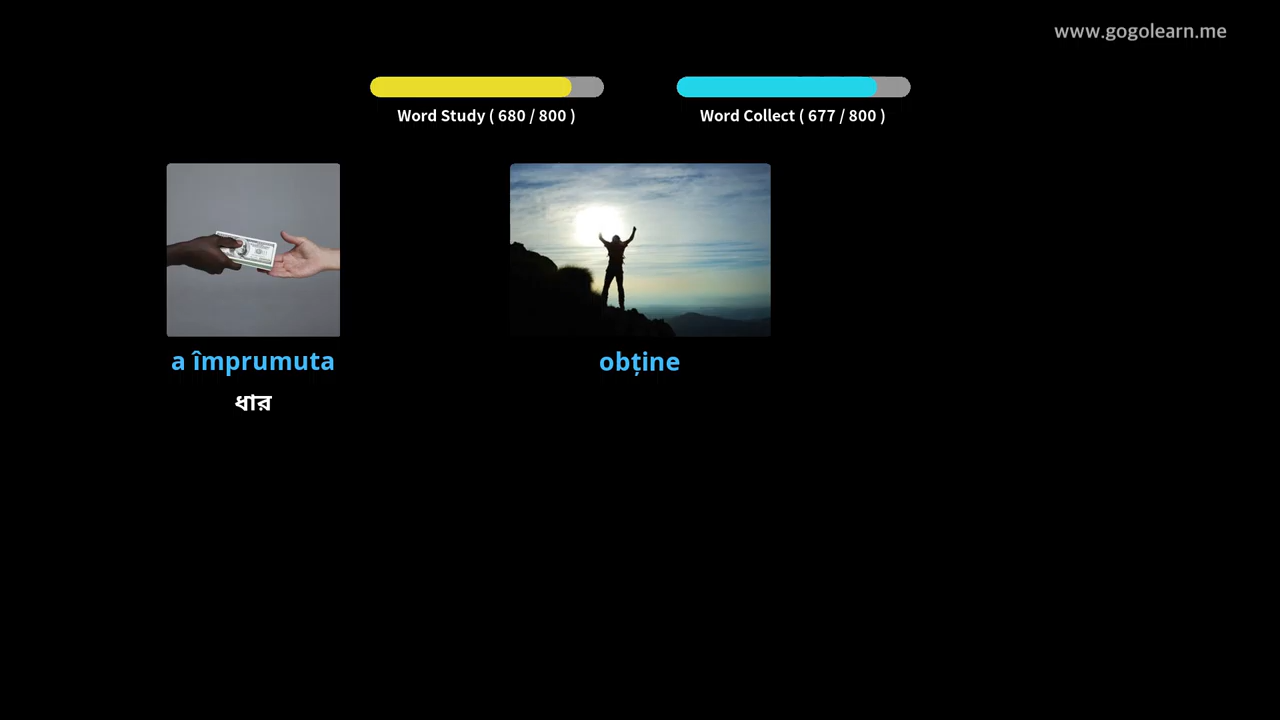 www.gogolearn.me
Word Study ( 680 / 800 )
Word Collect ( 677 / 800 )
a împrumuta
obține
ধার